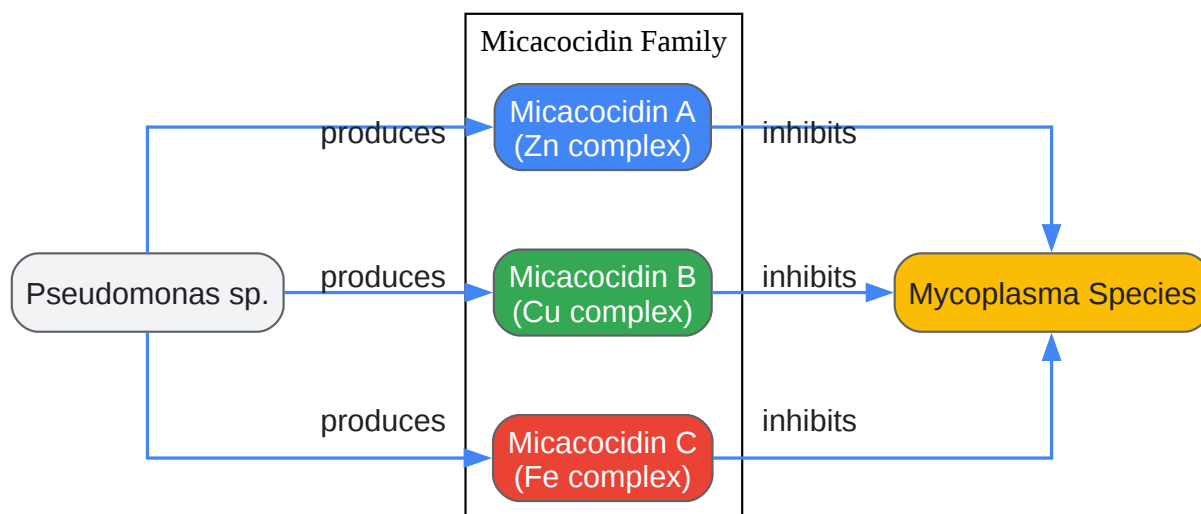 Micacocidin Family
produces
Micacocidin A
(Zn complex)
inhibits
Pseudomonas sp.
produces
Micacocidin B
(Cu complex)
inhibits
Mycoplasma Species
produces
Micacocidin C
(Fe complex)
inhibits